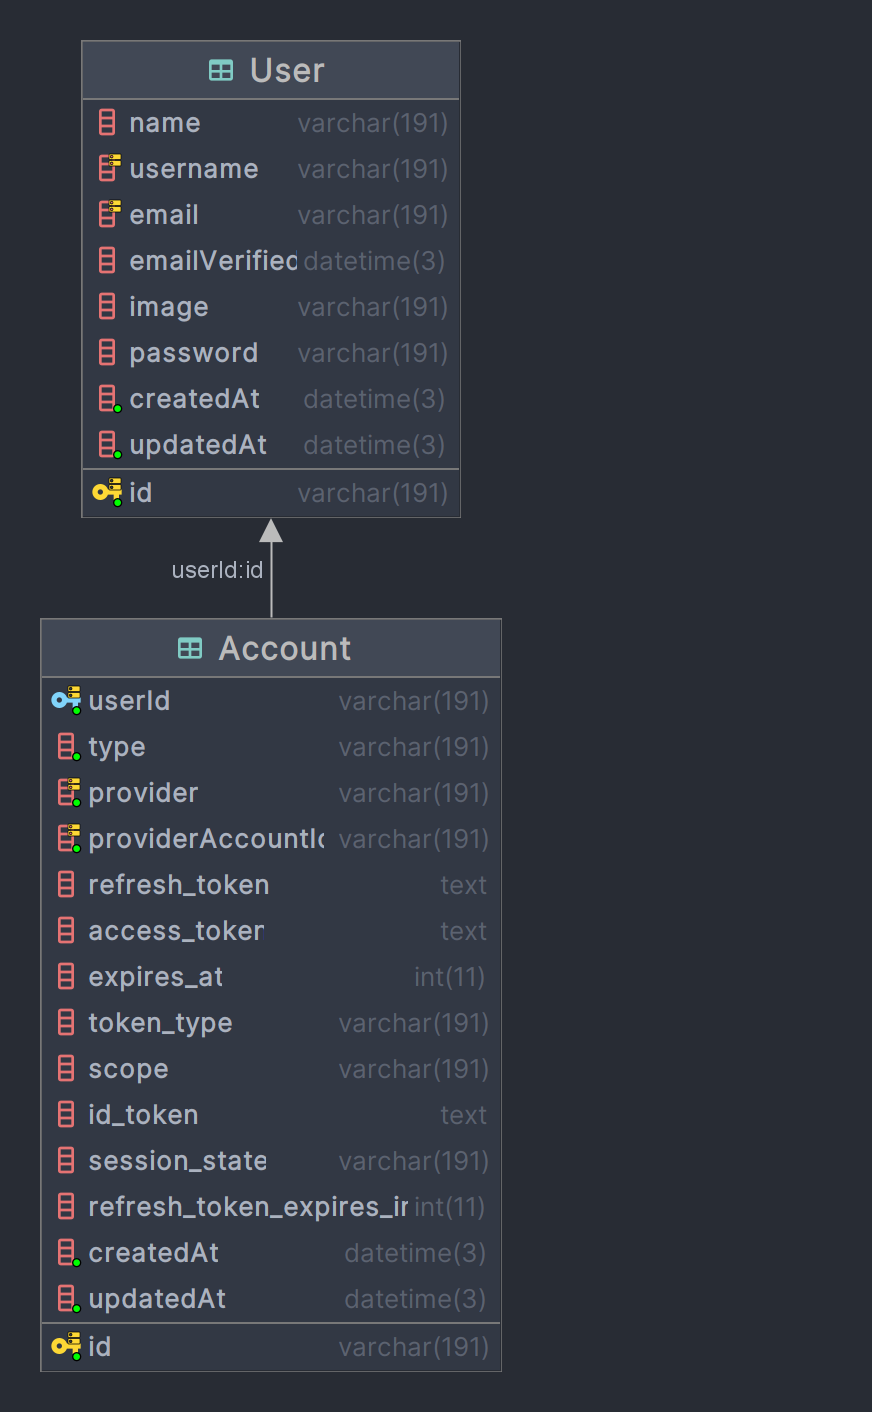 User
name varchar(191)
username varchar(191)
email varchar(191)
emailVerified datetime(3)
image varchar(191)
password varchar(191)
createdAt datetime(3)
updatedAt datetime(3)
id varchar(191)
userId:id
Account
userId varchar(191)
type varchar(191)
provider varchar(191)
providerAccountId varchar(191)
refresh_token text
access_token text
expires_at int(11)
token_type varchar(191)
scope varchar(191)
id_token text
session_state varchar(191)
refresh_token_expires_in int(11)
createdAt datetime(3)
updatedAt datetime(3)
id varchar(191)